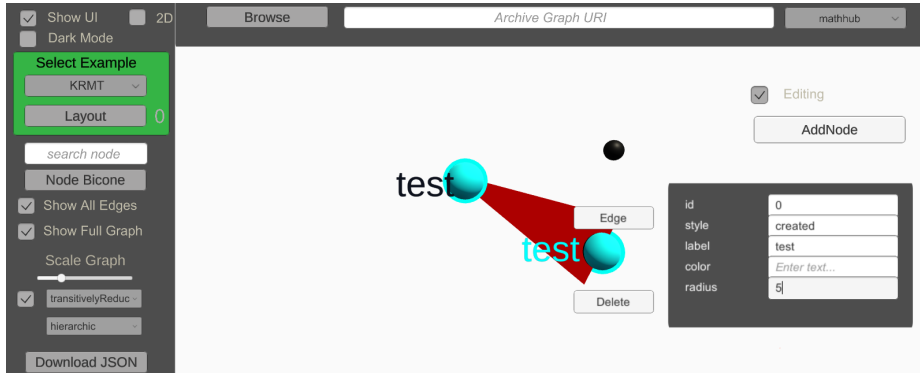 Show UI
2D
Browse
Archive Graph URI
mathhub
Dark Mode
Select Example
KRMT
Layout
0
search node
Node Bicone
Show All Edges
Show Full Graph
Scale Graph
transitivelyReduc
hierarchic
Download JSON
Editing
AddNode
test
Edge
test
Delete
id 0
style created
label test
color Enter text...
radius 5